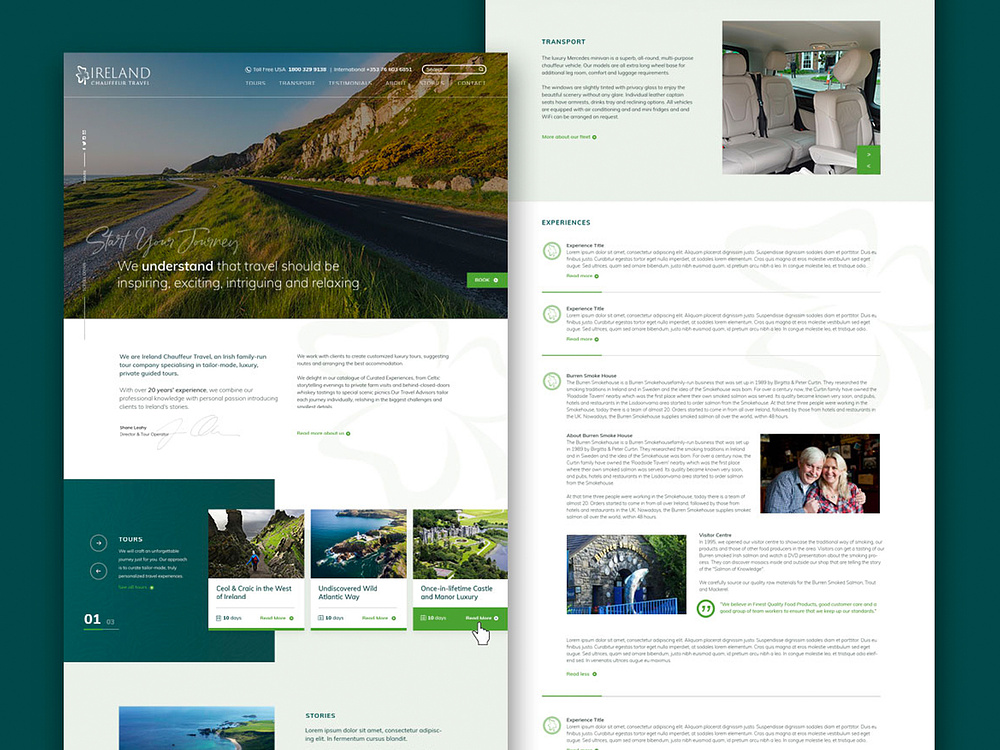 IRELAND
CHAUFFEUR TRAVEL
Toll Free USA 1800 329 9138 | International +353 76 603 6851
TOURS TRANSPORT TESTIMONIALS ABOUT STORIES CONTACT
Start Your Journey
We understand that travel should be
inspiring, exciting, intriguing and relaxing
BOOK
We are Ireland Chauffeur Travel, an Irish family-run
tour company specialising in tailor-made, luxury,
private guided tours.
With over 20 years' experience, we combine our
professional knowledge with personal passion introducing
clients to Ireland's stories.
Shane Leahy
Director & Tour Operator
We work with clients to create customized luxury tours, suggesting
routes and arranging the best accommodation.
We delight in our catalogue of Curated Experiences, from Celtic
storytelling evenings to private farm visits and behind-closed-doors
whiskey tastings to special scenic picnics Our Travel Advisors tailor
each journey individually, relishing in the biggest challenges and
smallest details.
Read more about us
TOURS
We will craft an unforgettable
journey just for you. Our approach
is to curate tailor-made, truly
personalized travel experiences.
See all tours
01 03
Ceol & Craic in the West
of Ireland
10 days Read More
Undiscovered Wild
Atlantic Way
10 days Read More
Once-in-lifetime Castle
and Manor Luxury
10 days Read More
STORIES
Lorem ipsum dolor sit amet, consectetur adipisc-
ing elit. In fermentum cursus blandit.
TRANSPORT
The luxury Mercedes minivan is a superb, all-round, multi-purpose
chauffeur vehicle. Our models are all extra long wheel base for
additional leg room, comfort and luggage requirements.
The windows are slightly tinted with privacy glass to enjoy the
beautiful scenery without any glare. Individual leather captain
seats have armrests, drinks tray and reclining options. All vehicles
are equipped with air conditioning and and mini fridges and and
WiFi can be arranged on request.
More about our fleet
>
<
EXPERIENCES
Experience Title
Lorem ipsum dolor sit amet, consectetur adipiscing elit. Aliquam placerat dignissim justo. Suspendisse dignissim sodales diam et porttitor. Duis eu
finibus justo. Curabitur egestas tortor eget nulla imperdiet, at sodales lorem elementum. Cras quis magna at eros vestibulum vestibulum sed eget
augue. Sed ultrices, quam sed ornare bibendum, justo nibh euismod quam, id pretium arcu nibh a leo. In congue molestie leo, et tristique odio.
Read more
Experience Title
Lorem ipsum dolor sit amet, consectetur adipiscing elit. Aliquam placerat dignissim justo. Suspendisse dignissim sodales diam et porttitor. Duis eu
finibus justo. Curabitur egestas tortor eget nulla imperdiet, at sodales lorem elementum. Cras quis magna at eros vestibulum vestibulum sed eget
augue. Sed ultrices, quam sed ornare bibendum, justo nibh euismod quam, id pretium arcu nibh a leo. In congue molestie leo, et tristique odio.
Read more
Burren Smoke House
The Burren Smokehouse is a Burren Smokehousefamily-run business that was set up in 1989 by Birgitta & Peter Curtin. They researched the
smoking traditions in Ireland and in Sweden and the idea of the Smokehouse was born. For over a century now, the Curtin family have owned the
'Roadside Tavern' nearby, which was the first place where their own smoked salmon was served. Its quality became known very soon, and pubs,
hotels and restaurants in the Lisdoonvarna area started to order salmon from the Smokehouse. At that time three people were working in the
Smokehouse, today there is a team of almost 20. Orders started to come in from all over Ireland, followed by those from hotels and restaurants in
the UK. Nowadays, the Burren Smokehouse supplies smokes salmon all over the world, within 48 hours.
About Burren Smoke House
The Burren Smokehouse is a Burren Smokehousefamily-run business that was set up
in 1989 by Birgitta & Peter Curtin. They researched the smoking traditions in Ireland
and in Sweden and the idea of the Smokehouse was born. For over a century now, the
Curtin family have owned the 'Roadside Tavern' nearby, which was the first place
where their own smoked salmon was served. Its quality became known very soon,
and pubs, hotels and restaurants in the Lisdoonvarna area started to order salmon
from the Smokehouse.
At that time three people were working in the Smokehouse, today there is a team of
almost 20. Orders started to come in from all over Ireland, followed by those from
hotels and restaurants in the UK. Nowadays, the Burren Smokehouse supplies smokes
salmon all over the world, within 48 hours.
Visitor Centre
In 1995, we opened our visitor centre to showcase the traditional way of smoking, our
products and those of other food producers in the area. Visitors can get a tasting of our
Burren smoked Irish salmon and watch a DVD presentation about the smoking pro-
cess. They can discover mosaics inside and outside our shop that are telling the story
of the "Salmon of Knowledge".
We carefully source our quality raw materials for the Burren Smoked Salmon, Trout
and Mackerel.
"We believe in Finest Quality Food Products, good customer care and a
good group of team workers to ensure that we keep up our standards."
Lorem ipsum dolor sit amet, consectetur adipiscing elit. Aliquam placerat dignissim justo. Suspendisse dignissim sodales diam et porttitor. Duis eu
finibus justo. Curabitur egestas tortor eget nulla imperdiet, at sodales lorem elementum. Cras quis magna at eros vestibulum vestibulum sed eget
augue. Sed ultrices, quam sed ornare bibendum, justo nibh euismod quam, id pretium arcu nibh a leo. In congue molestie leo, et tristique odio eleif-
end sed. In venenatis ultrices augue eu maximus.
Read less
Experience Title
Lorem ipsum dolor sit amet, consectetur adipiscing elit. Aliquam placerat dignissim justo. Suspendisse dignissim sodales diam et porttitor. Duis eu
finibus justo. Curabitur egestas tortor eget nulla imperdiet, at sodales lorem elementum. Cras quis magna at eros vestibulum vestibulum sed eget
augue. Sed ultrices, quam sed ornare bibendum, justo nibh euismod quam, id pretium arcu nibh a leo. In congue molestie leo, et tristique odio.